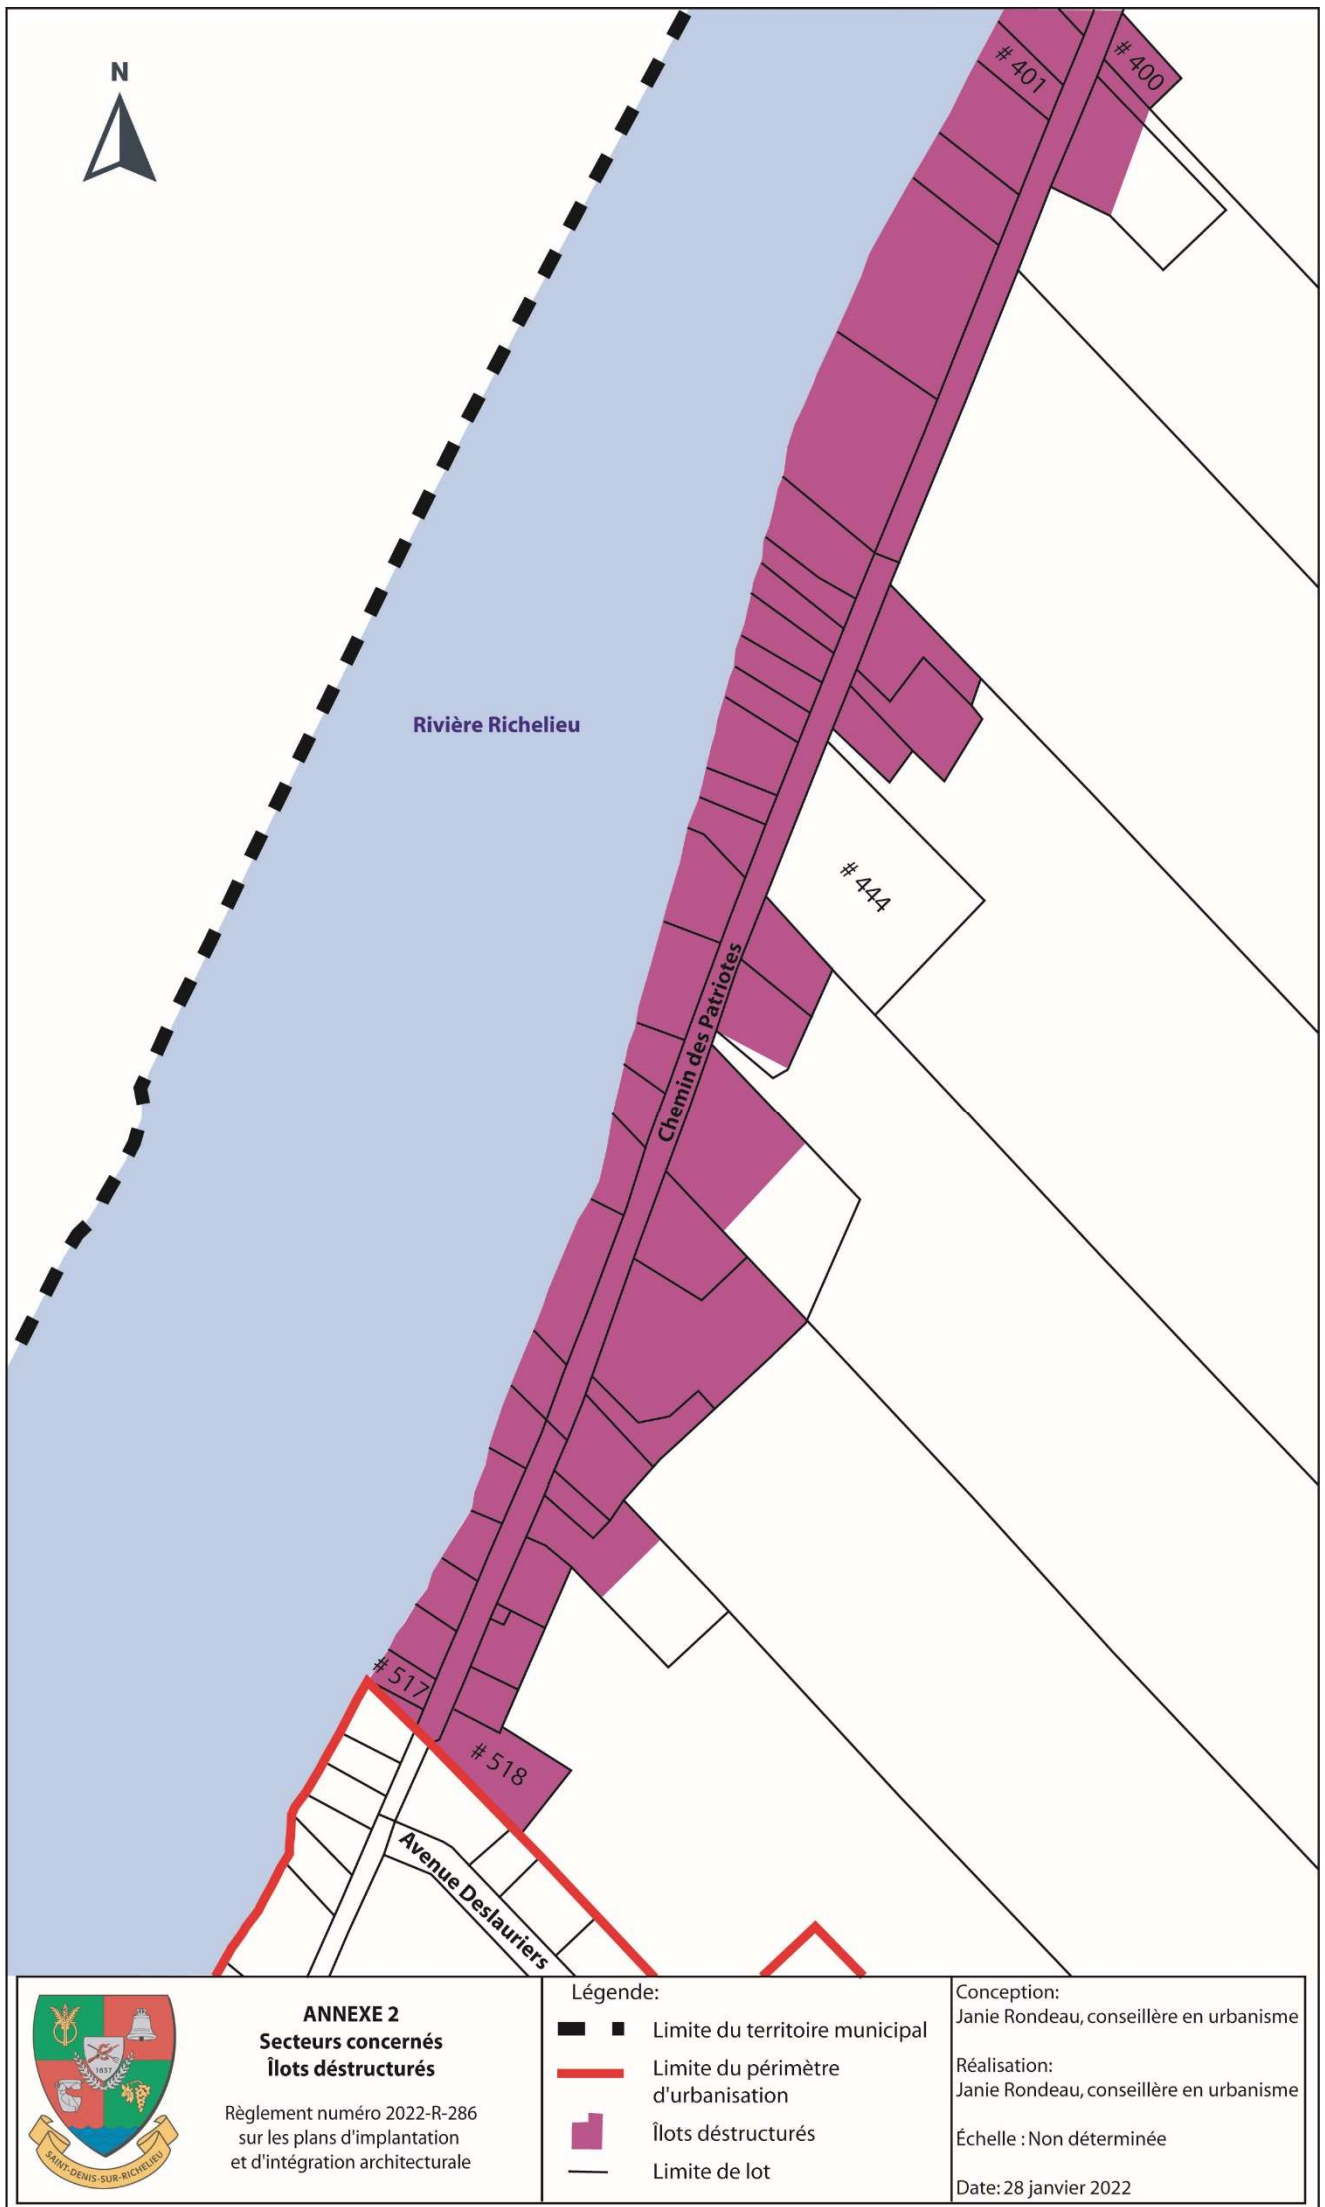 N
# 401
# 400
Rivière Richelieu
# 444
Chemin des Patriotes
# 517
# 518
Avenue Deslauriers
1837
SAINT-DENIS-SUR-RICHELIEU
ANNEXE 2
Secteurs concernés
Îlots déstructurés
Règlement numéro 2022-R-286
sur les plans d'implantation
et d'intégration architecturale
Légende:
Limite du territoire municipal
Limite du périmètre
d'urbanisation
Îlots déstructurés
Limite de lot
Conception:
Janie Rondeau, conseillère en urbanisme
Réalisation:
Janie Rondeau, conseillère en urbanisme
Échelle : Non déterminée
Date: 28 janvier 2022